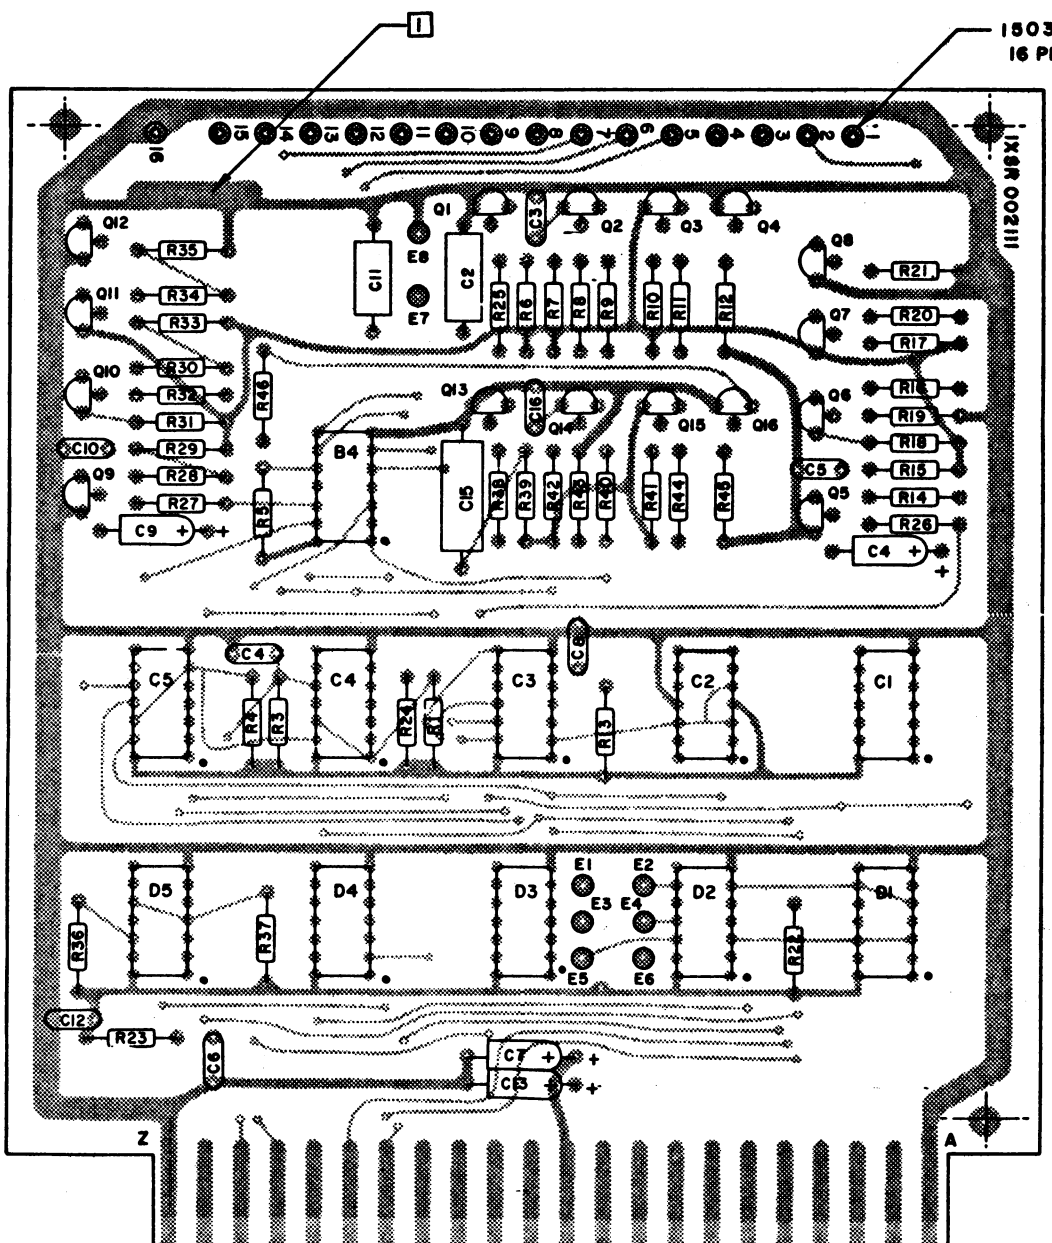 1
1503
16 PI
16 15 14 13 12 11 10 9 8 7 6 5 4 3 2 1
1XSR 002111
Q12 Q1 C3 Q2 Q3 Q4
R35 C11 E8 C2 Q8
R21
Q11 R34 E7 R25 R6 R7 R8 R9 R10 R11 R12
R33 Q7 R20
R17
Q10 R30
R32 R46 Q13 C16 Q14 Q15 Q16 Q6 R19
R31
C10 R29 B4 R18
Q9 R28 C5 R15
R27 R5 C15 R38 R39 R42 R43 R40 R41 R44 R45 Q5 R14
C9 + + R26
C4 +
+
C4 C8
C5 C4 C3 C2 C1
R4 R3 R24 R1 R13
E1 E2
D5 D4 D3 E3 E4 D2 D1
R36 R37 R22
E5 E6
C12 R23 C6
C7 + +
C13 + +
Z A